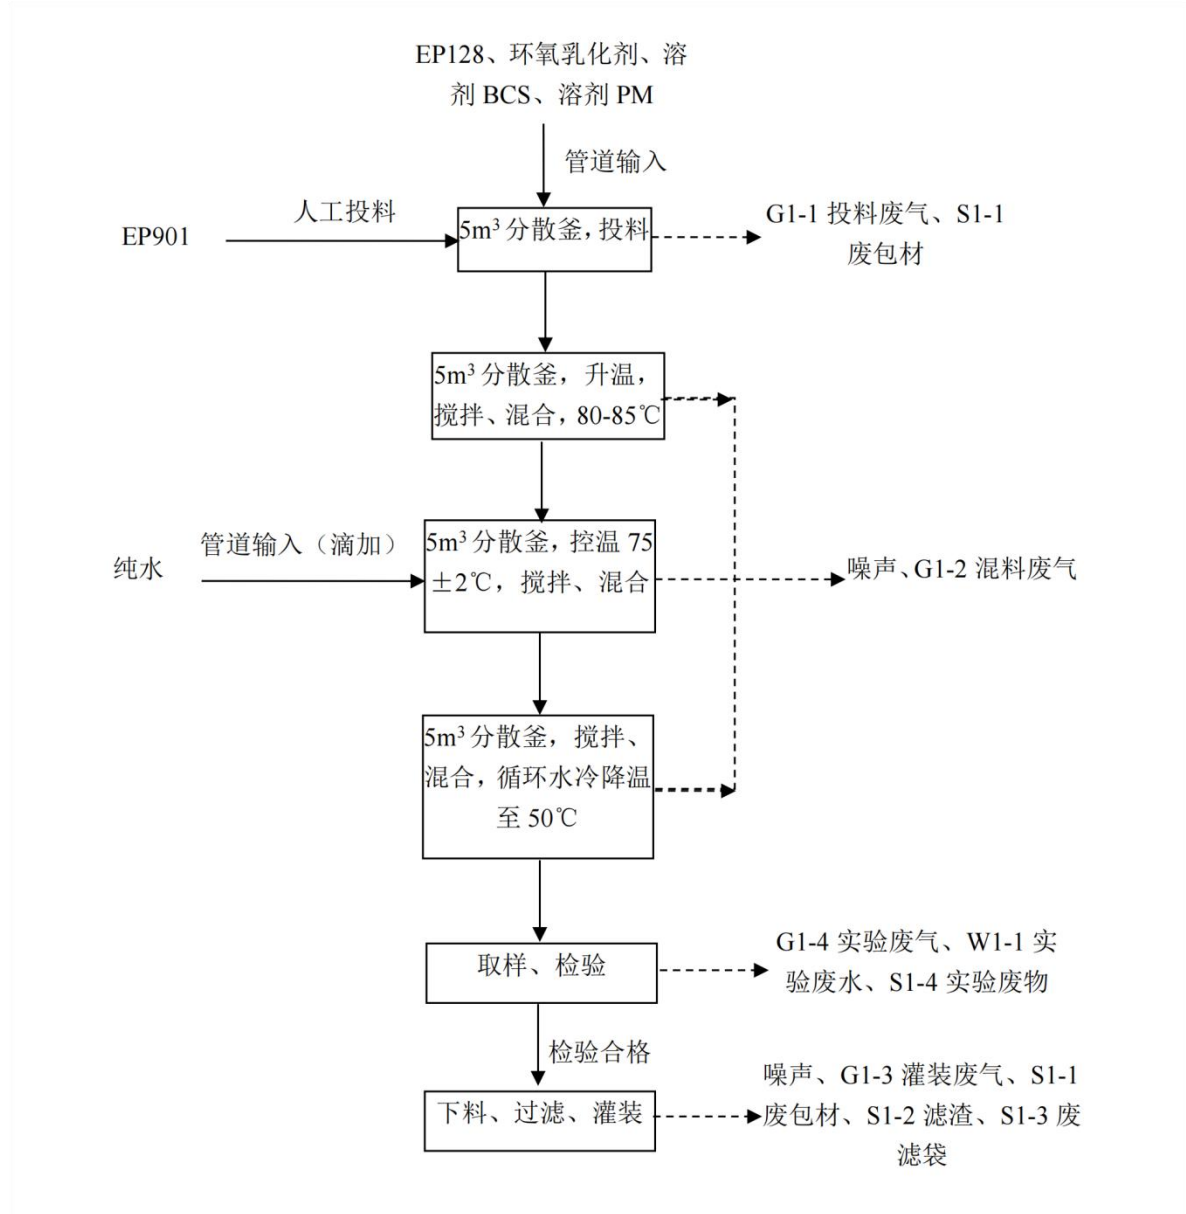 EP128、环氧乳化剂、溶
剂 BCS、溶剂 PM
管道输入
人工投料
EP901
5m³ 分散釜，投料
G1-1 投料废气、S1-1
废包材
5m³ 分散釜，升温，
搅拌、混合，80-85℃
管道输入（滴加）
纯水
5m³ 分散釜，控温 75
±2℃，搅拌、混合
噪声、G1-2 混料废气
5m³ 分散釜，搅拌、
混合，循环水冷降温
至 50℃
取样、检验
G1-4 实验废气、W1-1 实
验废水、S1-4 实验废物
检验合格
下料、过滤、灌装
噪声、G1-3 灌装废气、S1-1
废包材、S1-2 滤渣、S1-3 废
滤袋